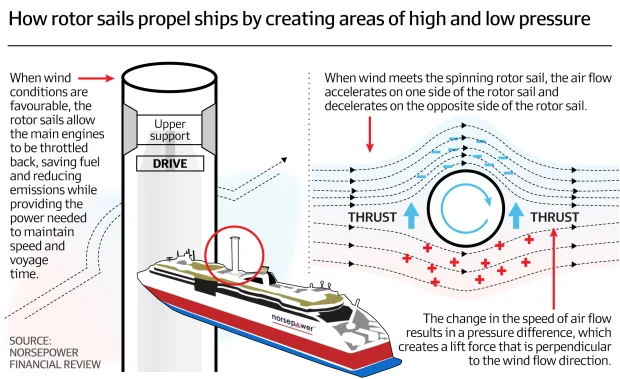 How rotor sails propel ships by creating areas of high and low pressure
When wind
conditions are
favourable, the
rotor sails allow
the main engines
to be throttled
back, saving fuel
and reducing
emissions while
providing the
power needed
to maintain
speed and
voyage
time.
SOURCE:
NORSEPOWER
FINANCIAL REVIEW
Upper
support
DRIVE
norsepower
When wind meets the spinning rotor sail, the air flow
accelerates on one side of the rotor sail and
decelerates on the opposite side of the rotor sail.
THRUST
THRUST
The change in the speed of air flow
results in a pressure difference, which
creates a lift force that is perpendicular
to the wind flow direction.